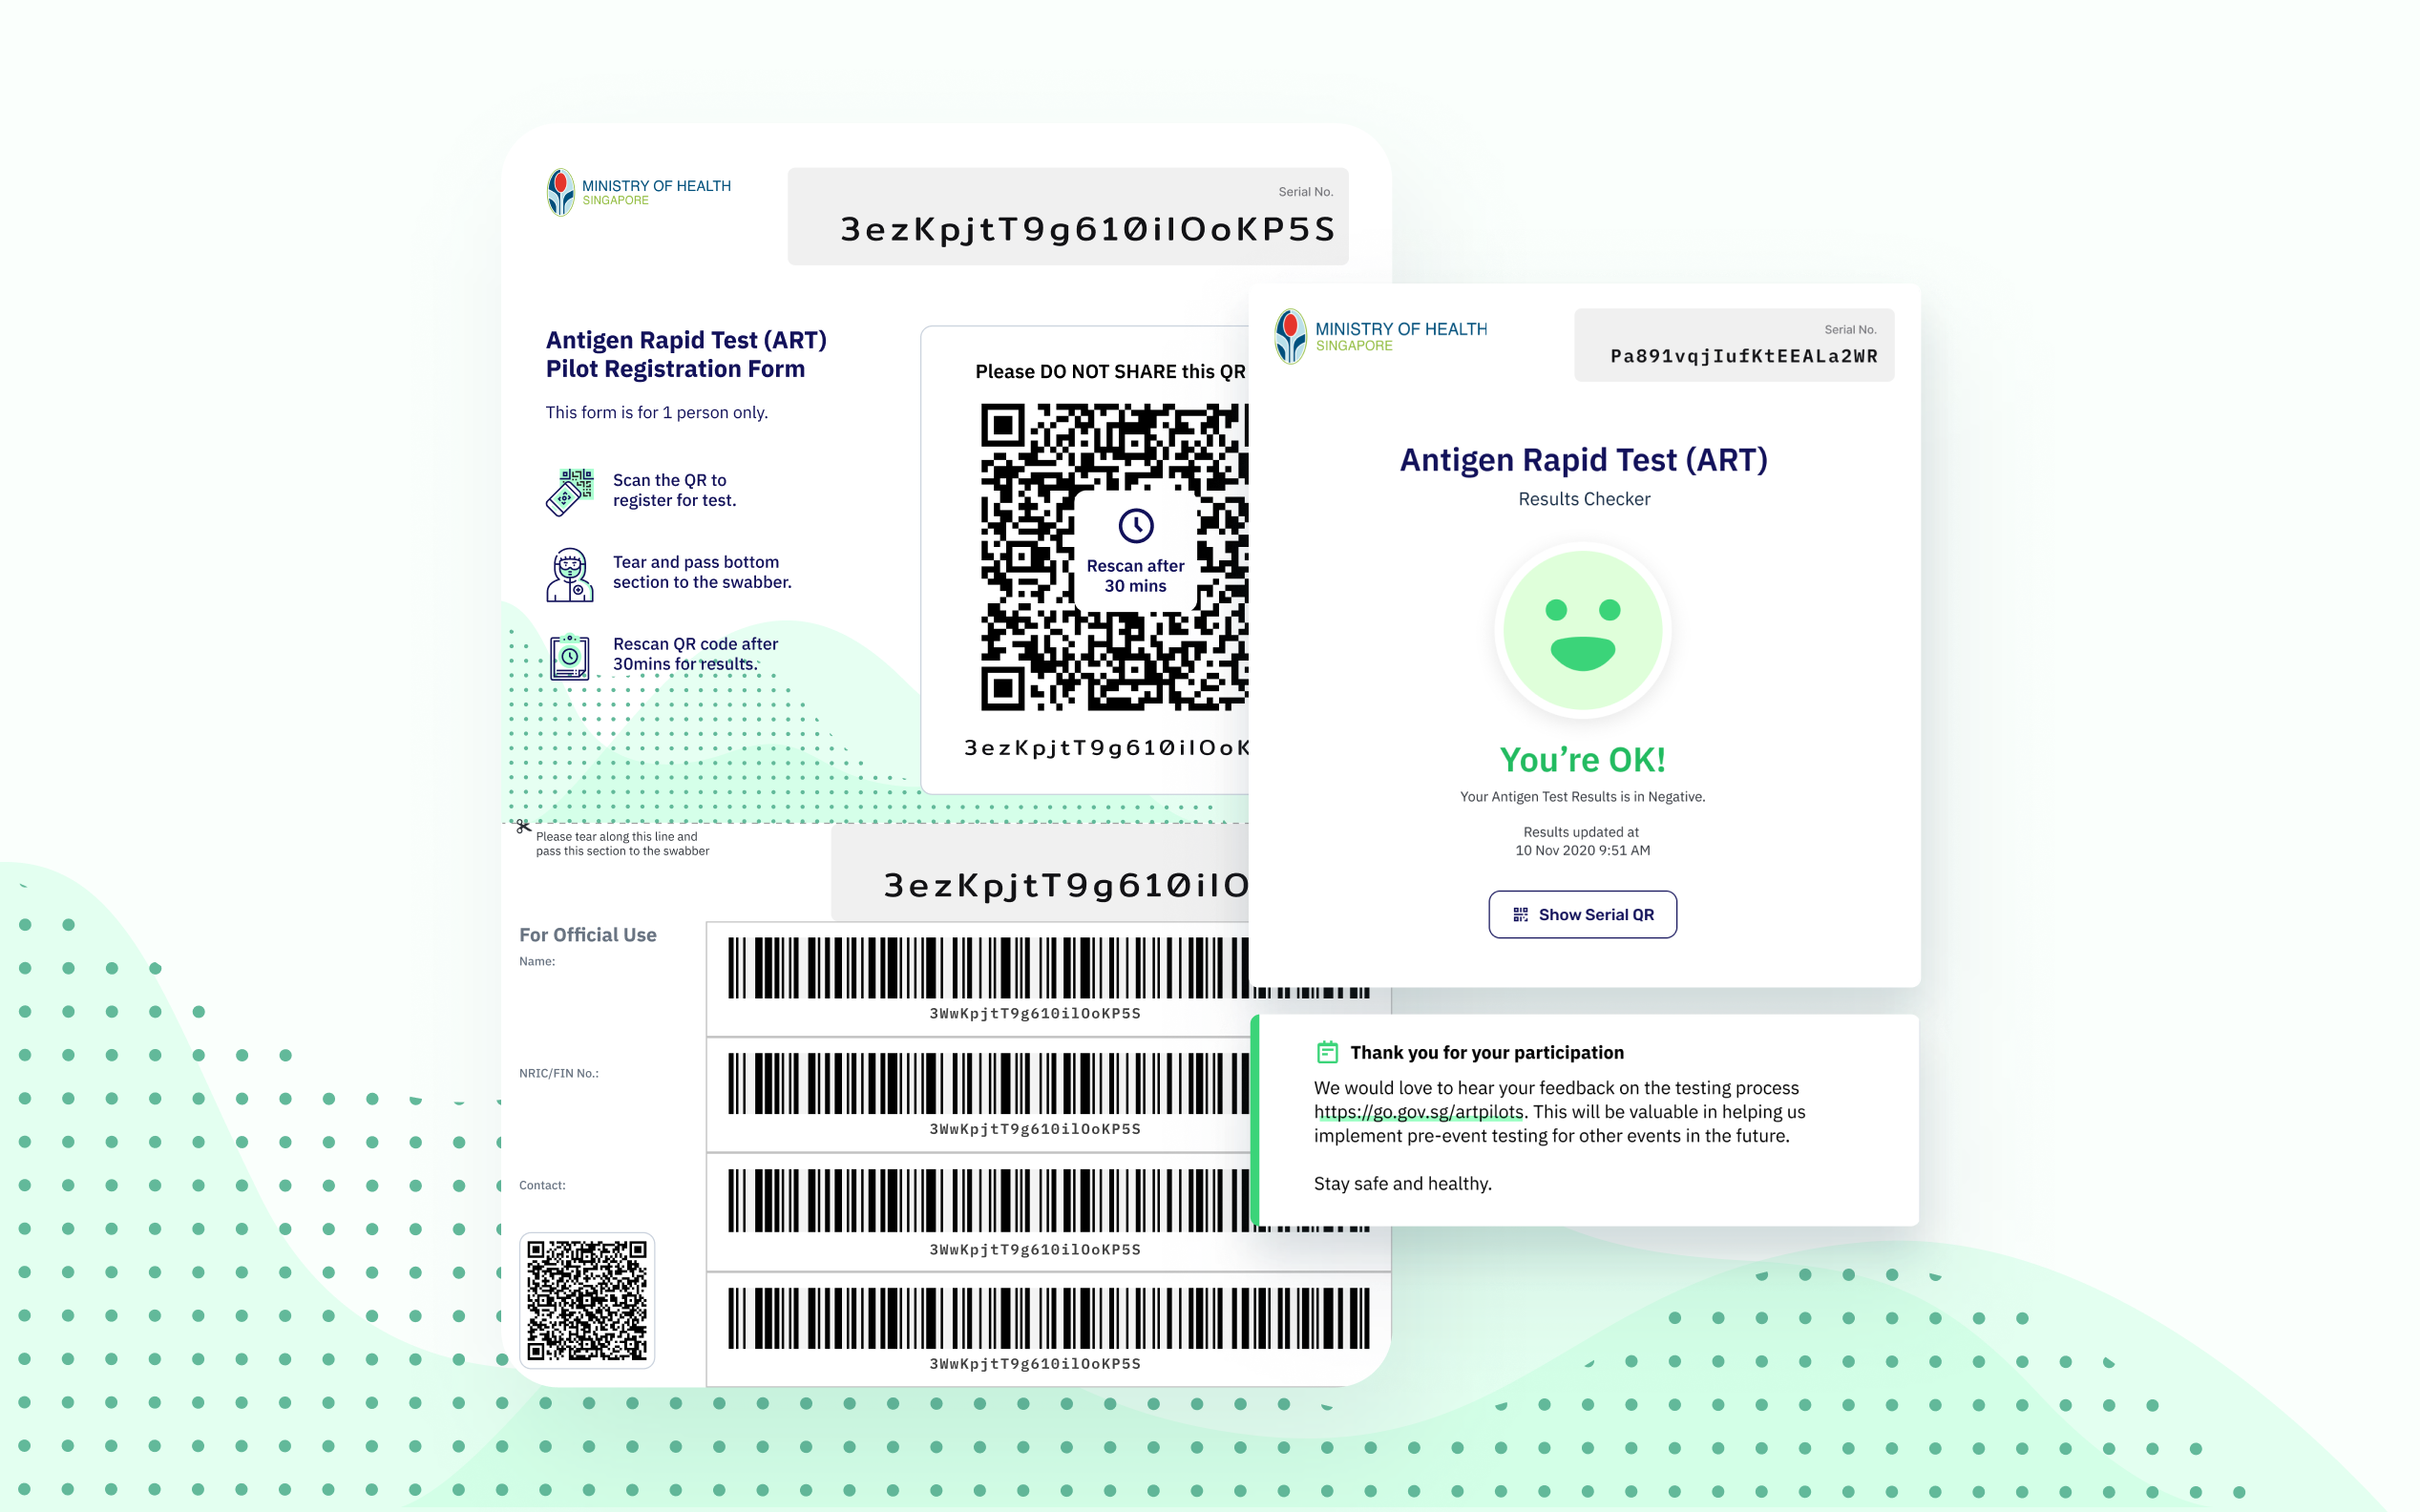 MINISTRY OF HEALTH
SINGAPORE
Serial No.
3ezKpjtT9g610ilOoKP5S
Antigen Rapid Test (ART)
Pilot Registration Form
This form is for 1 person only.
Scan the QR to
register for test.
Tear and pass bottom
section to the swabber.
Rescan QR code after
30mins for results.
Please DO NOT SHARE this QR
Rescan after
30 mins
3ezKpjtT9g610ilOoK
Please tear along this line and
pass this section to the swabber
3ezKpjtT9g610ilO
For Official Use
Name:
NRIC/FIN No.:
Contact:
3WwKpjtT9g610ilOoKP5S
3WwKpjtT9g610ilOoKP5S
3WwKpjtT9g610ilOoKP5S
3WwKpjtT9g610ilOoKP5S
MINISTRY OF HEALTH
SINGAPORE
Serial No.
Pa891vqjIufKtEEALa2WR
Antigen Rapid Test (ART)
Results Checker
You’re OK!
Your Antigen Test Results is in Negative.
Results updated at
10 Nov 2020 9:51 AM
Show Serial QR
Thank you for your participation
We would love to hear your feedback on the testing process
https://go.gov.sg/artpilots. This will be valuable in helping us
implement pre-event testing for other events in the future.
Stay safe and healthy.